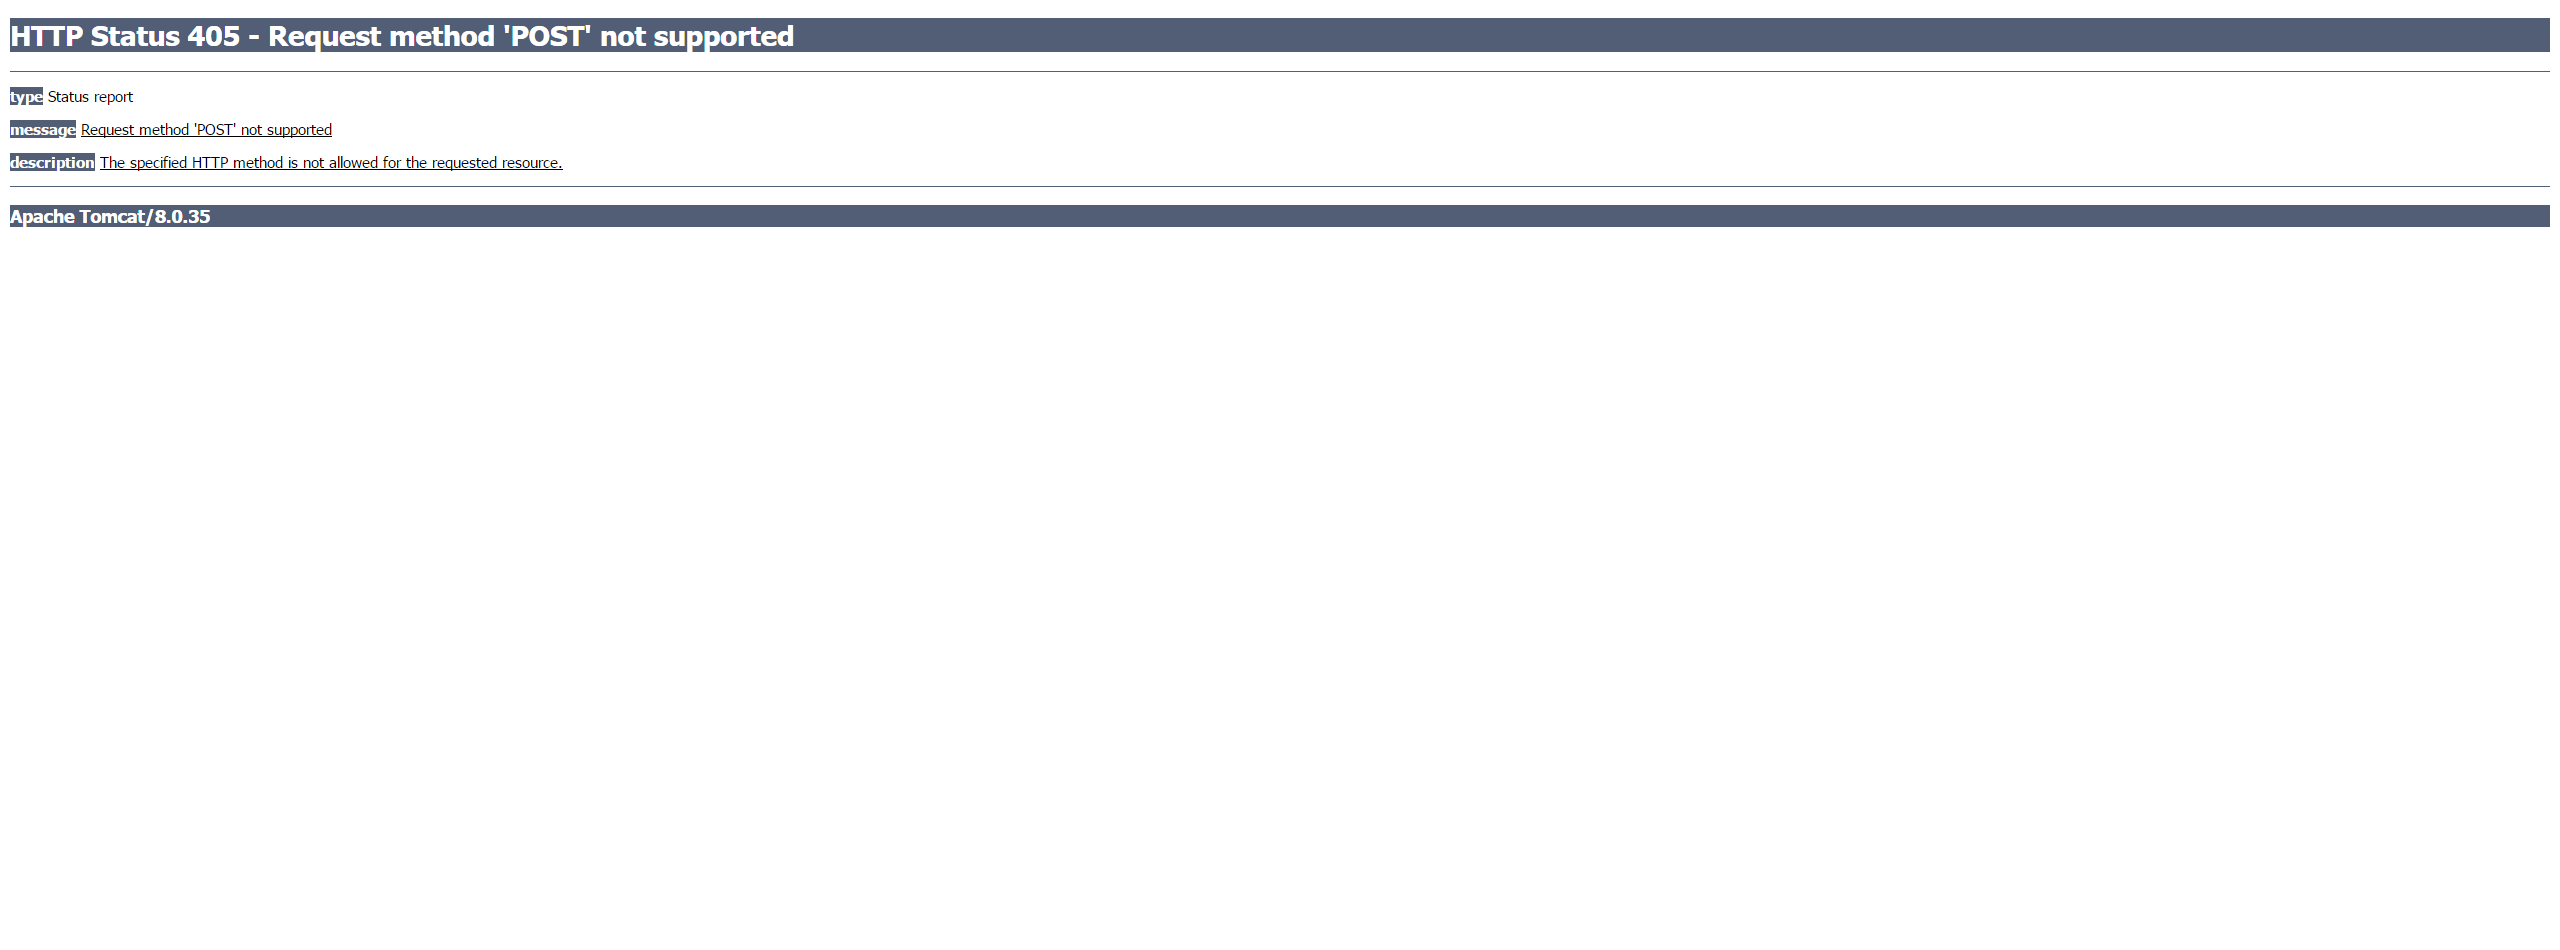 HTTP Status 405 - Request method 'POST' not supported
type Status report
message Request method 'POST' not supported
description The specified HTTP method is not allowed for the requested resource.
Apache Tomcat/8.0.35